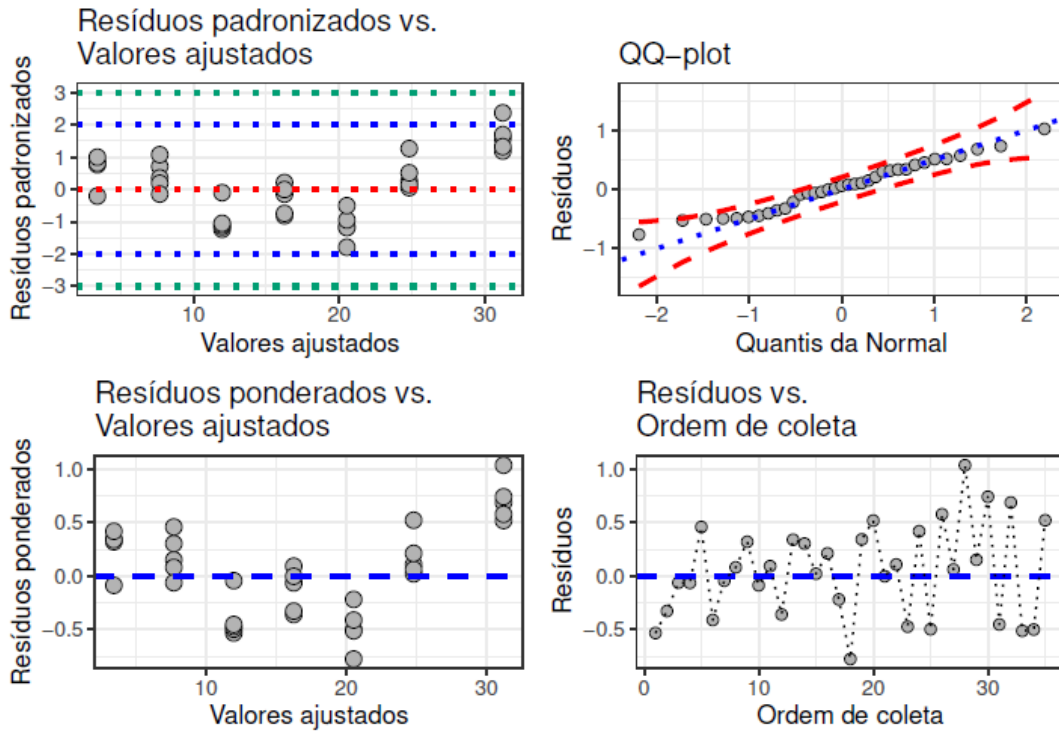 Resíduos padronizados vs.
Valores ajustados
Resíduos padronizados
3
2
1
0
−1
−2
−3
10
20
30
Valores ajustados
QQ−plot
Resíduos
1
0
−1
−2
−1
0
1
2
Quantis da Normal
Resíduos ponderados vs.
Valores ajustados
Resíduos ponderados
1.0
0.5
0.0
−0.5
10
20
30
Valores ajustados
Resíduos vs.
Ordem de coleta
Resíduos
1.0
0.5
0.0
−0.5
0
10
20
30
Ordem de coleta